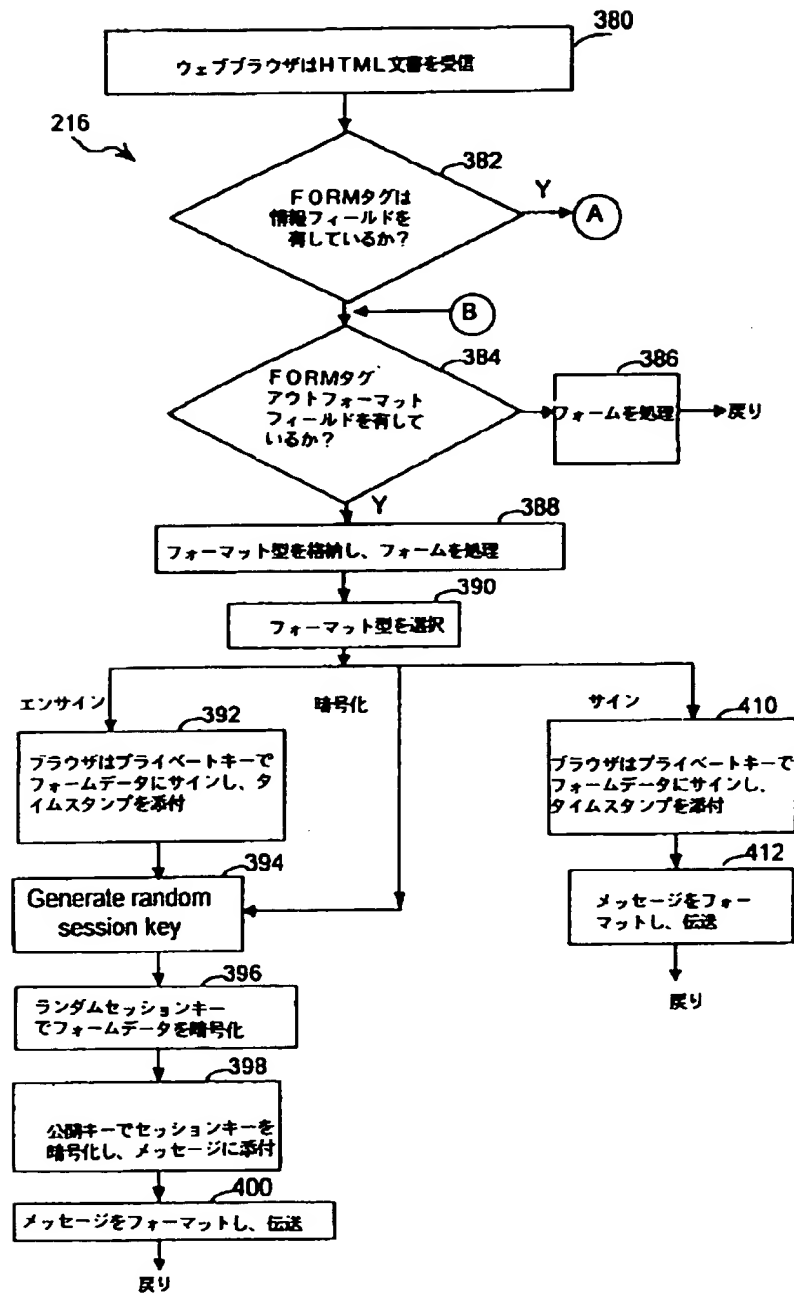 380
ウェブブラウザはHTML文書を受信
216
382
FORMタグは
情報フィールドを
有しているか?
Y
A
B
384
FORMタグ
アウトフォーマット
フィールドを有して
いるか?
386
フォームを処理
戻り
Y
388
フォーマット型を格納し、フォームを処理
390
フォーマット型を選択
エンサイン
暗号化
サイン
392
ブラウザはプライベートキーで
フォームデータにサインし、タ
イムスタンプを添付
410
ブラウザはプライベートキーで
フォームデータにサインし、
タイムスタンプを添付
394
Generate random
session key
412
メッセージをフォー
マットし、伝送
戻り
396
ランダムセッションキー
でフォームデータを暗号化
398
公開キーでセッションキーを
暗号化し、メッセージに添付
400
メッセージをフォーマットし、伝送
戻り